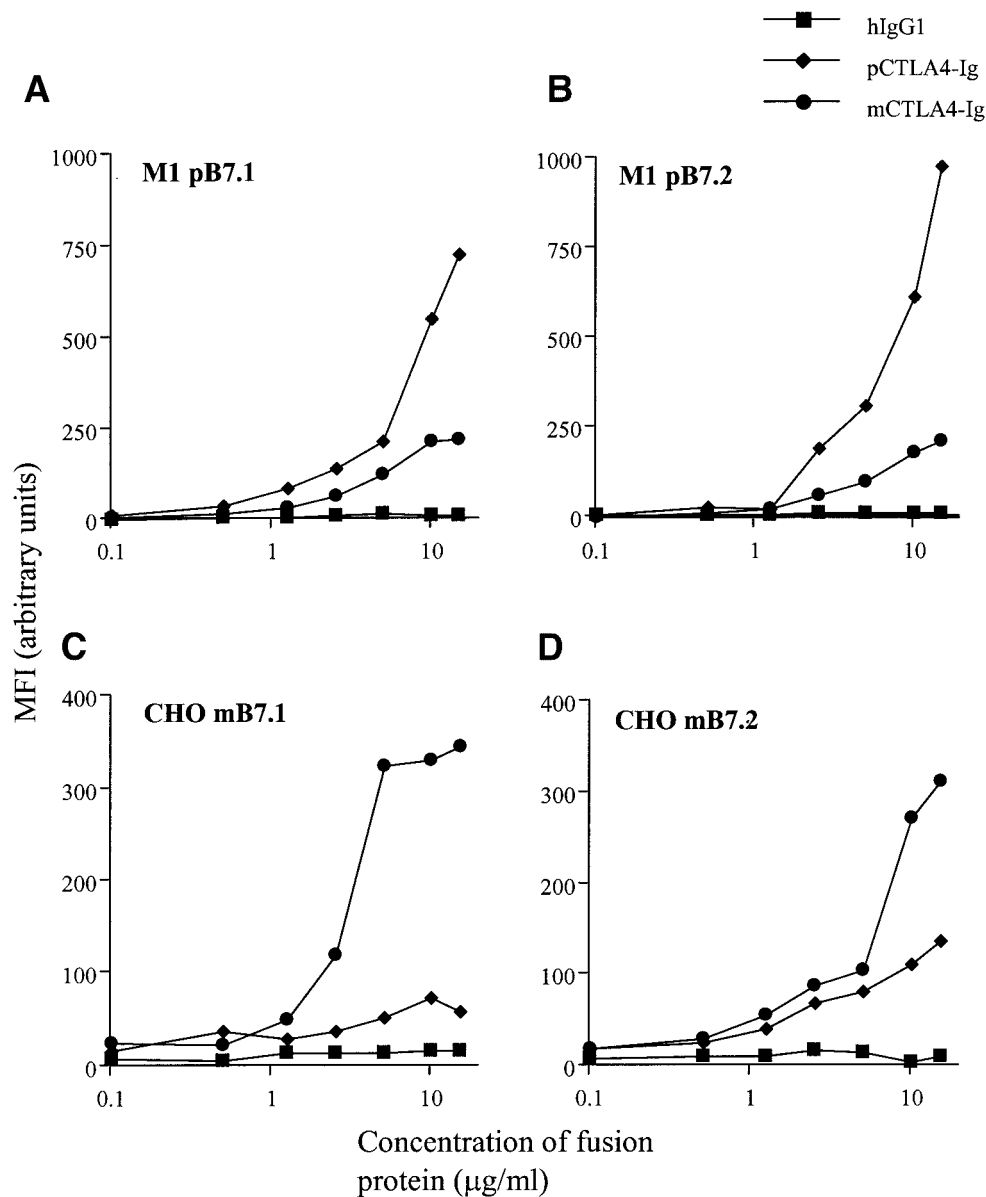 hIgG1
pCTLA4-Ig
mCTLA4-Ig
A
B
M1 pB7.1
M1 pB7.2
1000
750
500
250
0
0.1
1
10
1000
750
500
250
0
0.1
1
10
MFI (arbitrary units)
C
D
CHO mB7.1
CHO mB7.2
400
300
200
100
0
0.1
1
10
400
300
200
100
0
0.1
1
10
Concentration of fusion
protein (μg/ml)